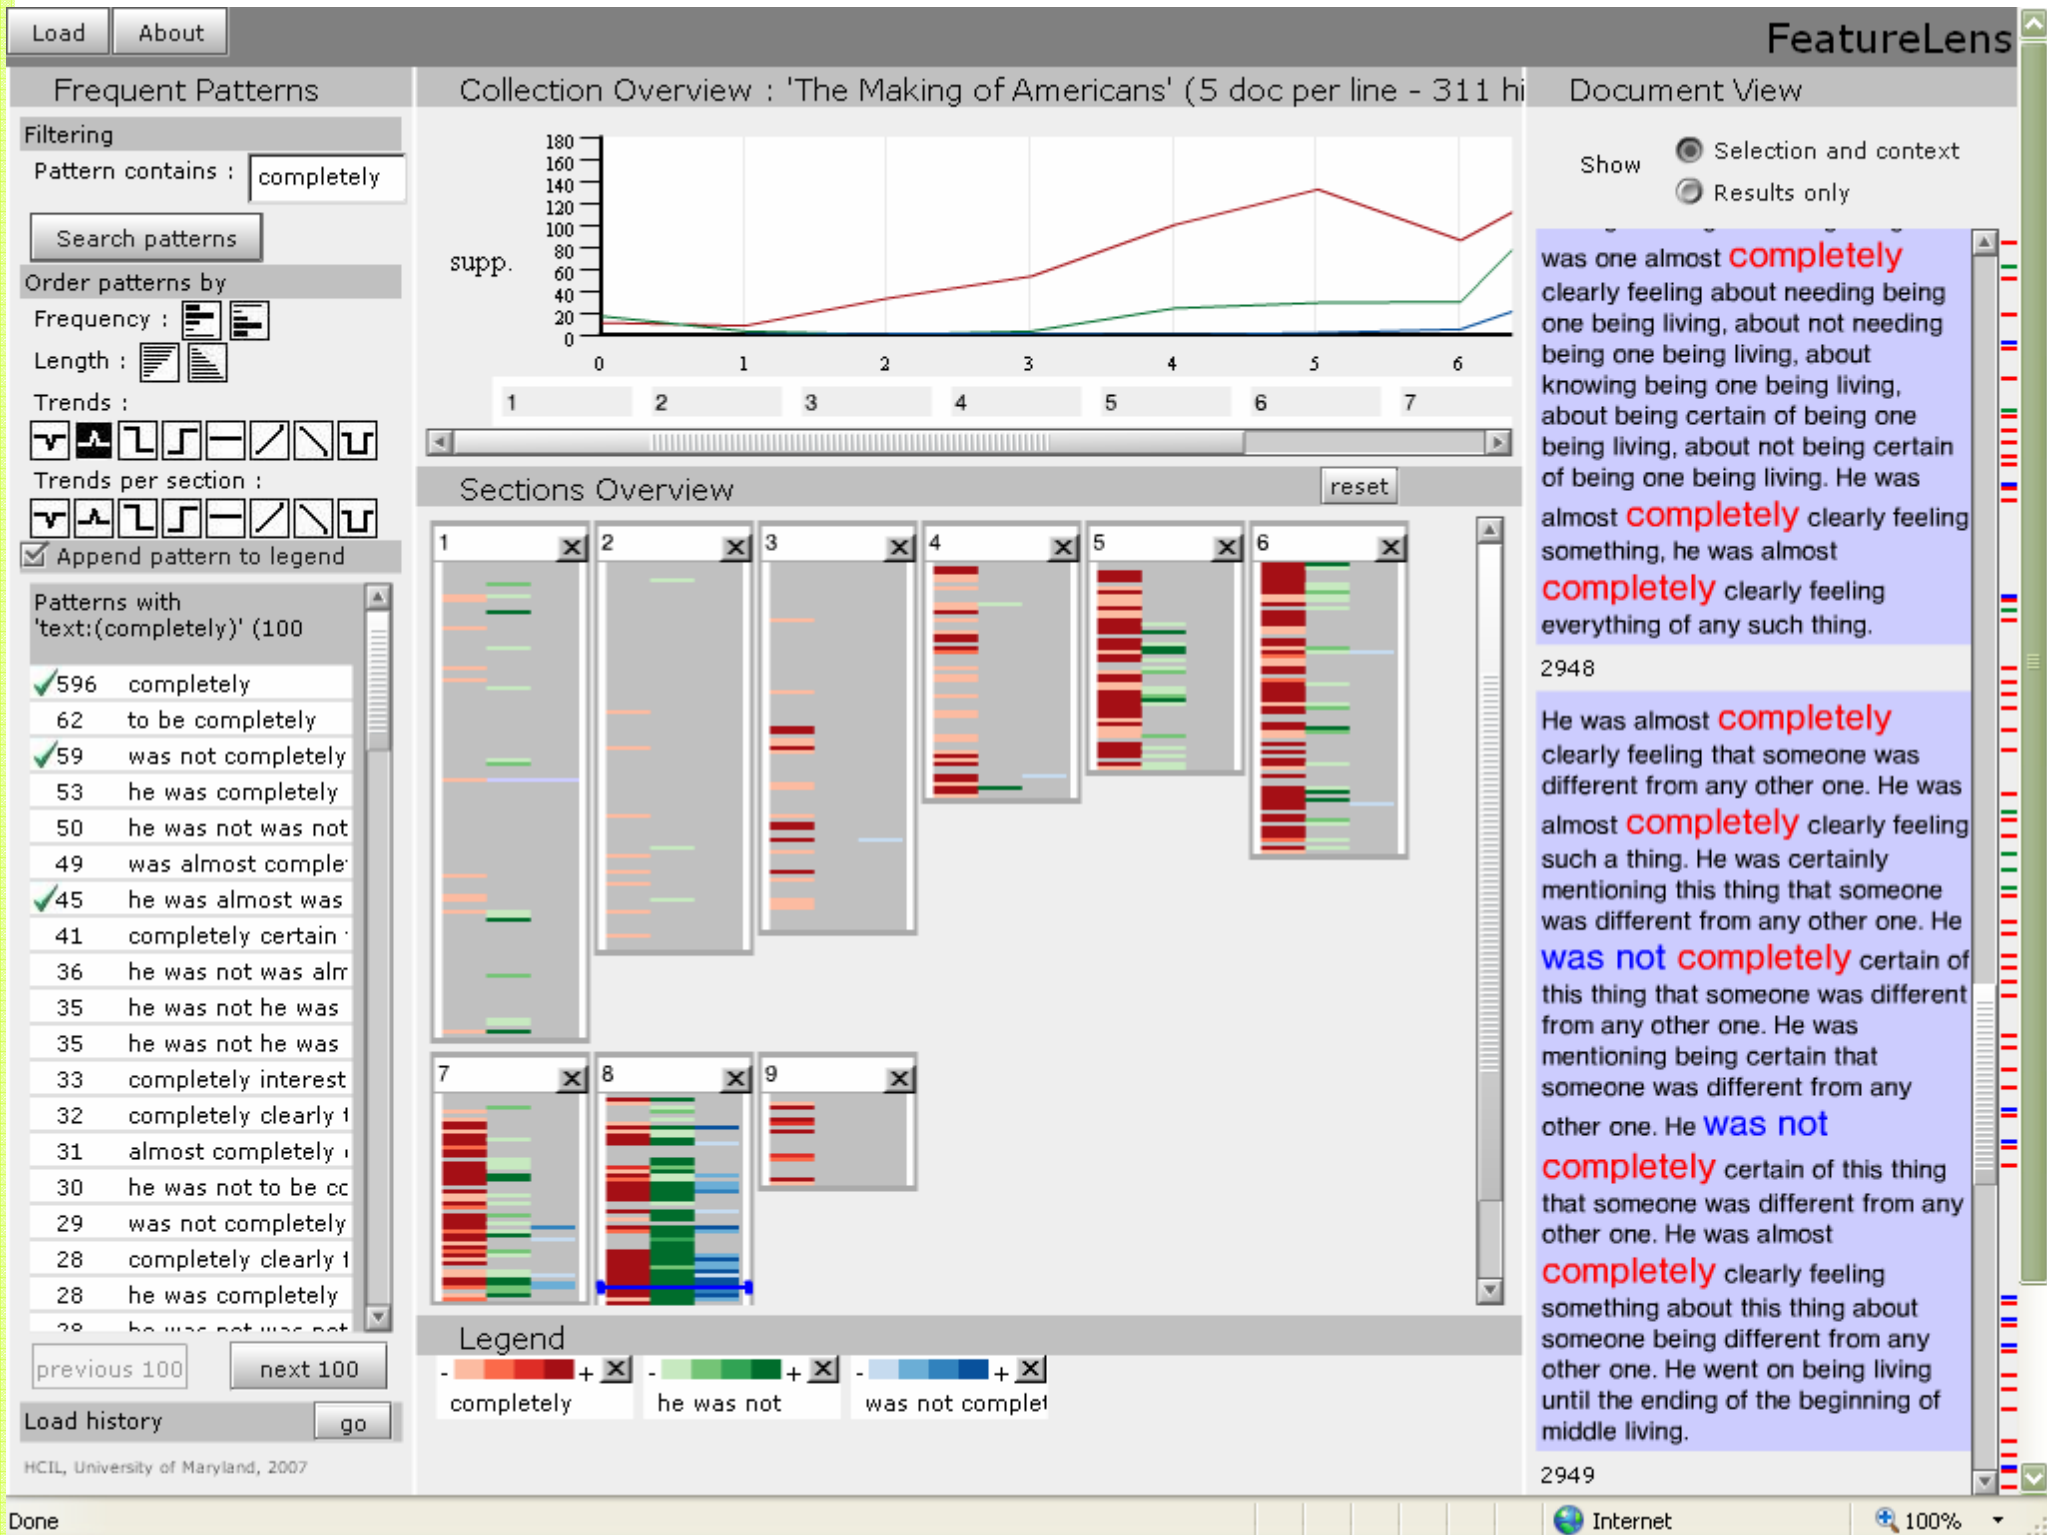 Load
About
FeatureLens
Frequent Patterns
Filtering
Pattern contains :
completely
Search patterns
Order patterns by
Frequency :
Length :
Trends :
Trends per section :
Append pattern to legend
Patterns with
'text:(completely)' (100
596 completely
62 to be completely
59 was not completely
53 he was completely
50 he was not was not
49 was almost comple
45 he was almost was
41 completely certain
36 he was not was alm
35 he was not he was
35 he was not he was
33 completely interest
32 completely clearly
31 almost completely
30 he was not to be co
29 was not completely
28 completely clearly
28 he was completely
28 he was not was not
previous 100
next 100
Load history
go
HCIL, University of Maryland, 2007
Collection Overview : 'The Making of Americans' (5 doc per line - 311 hi
supp.
180
160
140
120
100
80
60
40
20
0
0 1 2 3 4 5 6
1 2 3 4 5 6 7
Sections Overview
reset
1 X 2 X 3 X 4 X 5 X 6 X
7 X 8 X 9 X
Legend
- + X - + X - + X
completely
he was not
was not complet
Document View
Show
Selection and context
Results only
was one almost completely
clearly feeling about needing being
one being living, about not needing
being one being living, about
knowing being one being living,
about being certain of being one
being living, about not being certain
of being one being living. He was
almost completely clearly feeling
something, he was almost
completely clearly feeling
everything of any such thing.
2948
He was almost completely
clearly feeling that someone was
different from any other one. He was
almost completely clearly feeling
such a thing. He was certainly
mentioning this thing that someone
was different from any other one. He
was not completely certain of
this thing that someone was different
from any other one. He was
mentioning being certain that
someone was different from any
other one. He was not
completely certain of this thing
that someone was different from any
other one. He was almost
completely clearly feeling
something about this thing about
someone being different from any
other one. He went on being living
until the ending of the beginning of
middle living.
2949
Done
Internet
100%